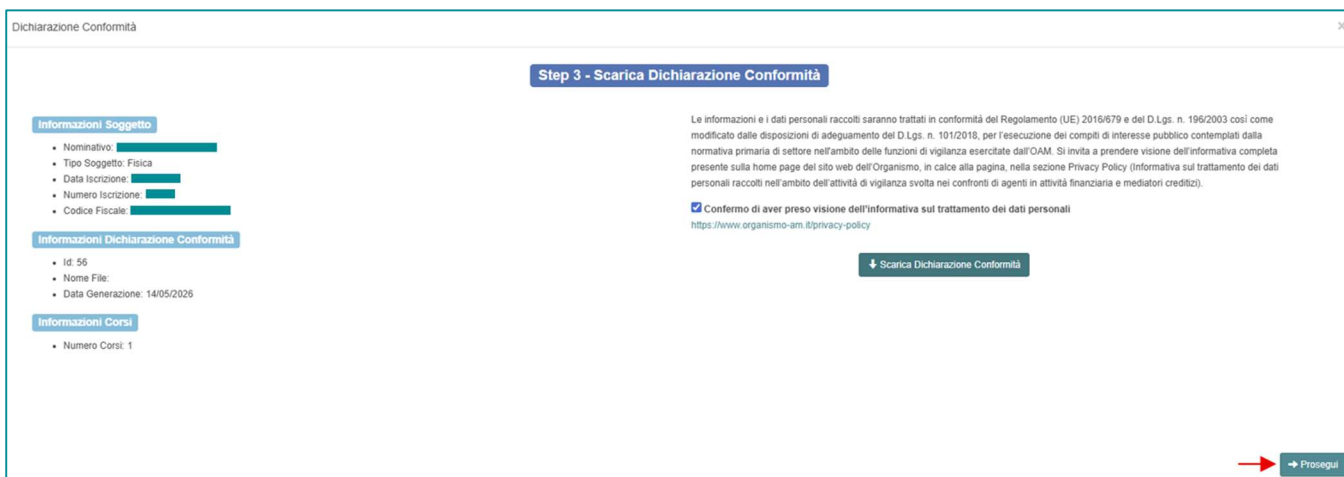 Dichiarazione Conformità
×
Step 3 - Scarica Dichiarazione Conformità
Informazioni Soggetto
Nominativo:
Tipo Soggetto: Fisica
Data Iscrizione:
Numero Iscrizione:
Codice Fiscale:
Informazioni Dichiarazione Conformità
Id: 56
Nome File:
Data Generazione: 14/05/2026
Informazioni Corsi
Numero Corsi: 1
Le informazioni e i dati personali raccolti saranno trattati in conformità del Regolamento (UE) 2016/679 e del D.Lgs. n. 196/2003 così come
modificato dalle disposizioni di adeguamento del D.Lgs. n. 101/2018, per l'esecuzione dei compiti di interesse pubblico contemplati dalla
normativa primaria di settore nell'ambito delle funzioni di vigilanza esercitate dall'OAM. Si invita a prendere visione dell'informativa completa
presente sulla home page del sito web dell'Organismo, in calce alla pagina, nella sezione Privacy Policy (Informativa sul trattamento dei dati
personali raccolti nell'ambito dell'attività di vigilanza svolta nei confronti di agenti in attività finanziaria e mediatori creditizi).
Confermo di aver preso visione dell'informativa sul trattamento dei dati personali
https://www.organismo-am.it/privacy-policy
Scarica Dichiarazione Conformità
Prosegui